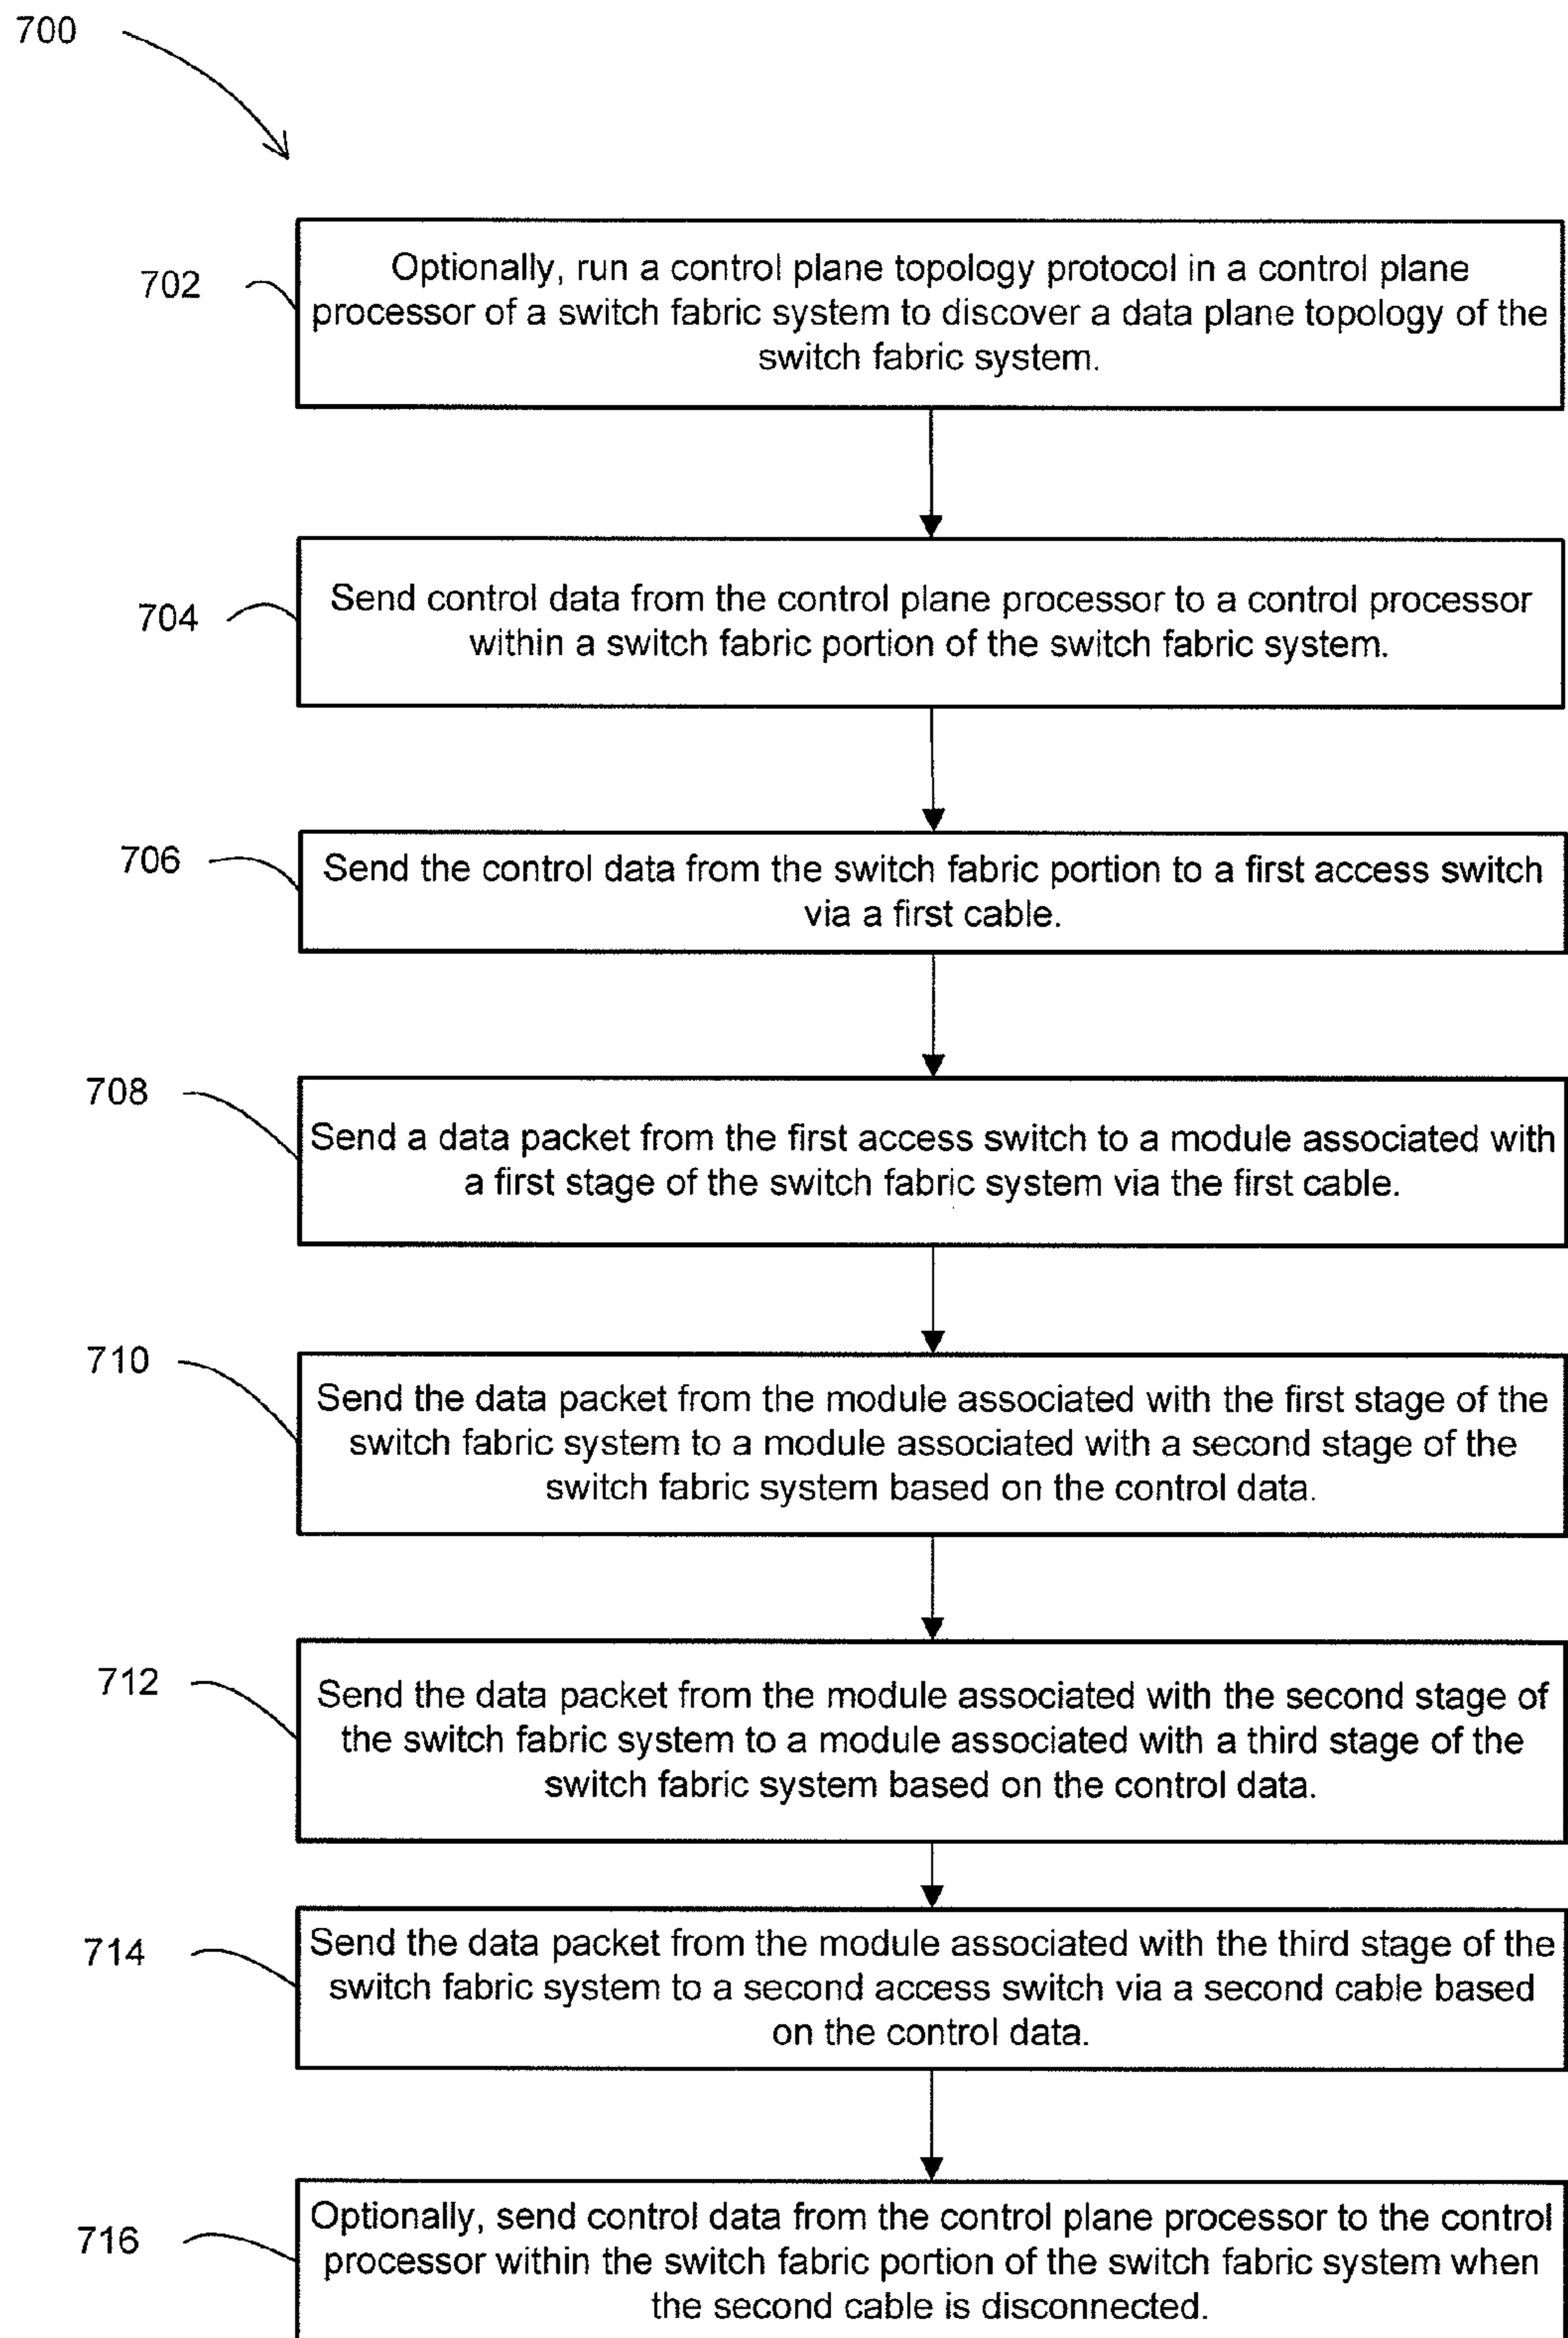 700
702
Optionally, run a control plane topology protocol in a control plane
processor of a switch fabric system to discover a data plane topology of the
switch fabric system.
704
Send control data from the control plane processor to a control processor
within a switch fabric portion of the switch fabric system.
706
Send the control data from the switch fabric portion to a first access switch
via a first cable.
708
Send a data packet from the first access switch to a module associated with
a first stage of the switch fabric system via the first cable.
710
Send the data packet from the module associated with the first stage of the
switch fabric system to a module associated with a second stage of the
switch fabric system based on the control data.
712
Send the data packet from the module associated with the second stage of
the switch fabric system to a module associated with a third stage of the
switch fabric system based on the control data.
714
Send the data packet from the module associated with the third stage of the
switch fabric system to a second access switch via a second cable based
on the control data.
716
Optionally, send control data from the control plane processor to the control
processor within the switch fabric portion of the switch fabric system when
the second cable is disconnected.